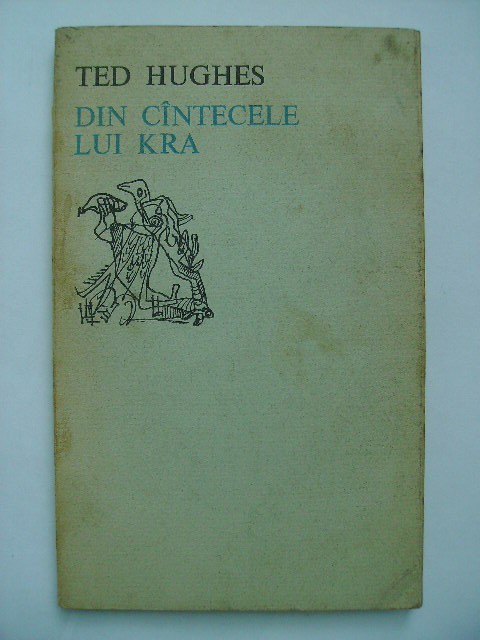 TED HUGHES
DIN CÎNTECELE
LUI KRA